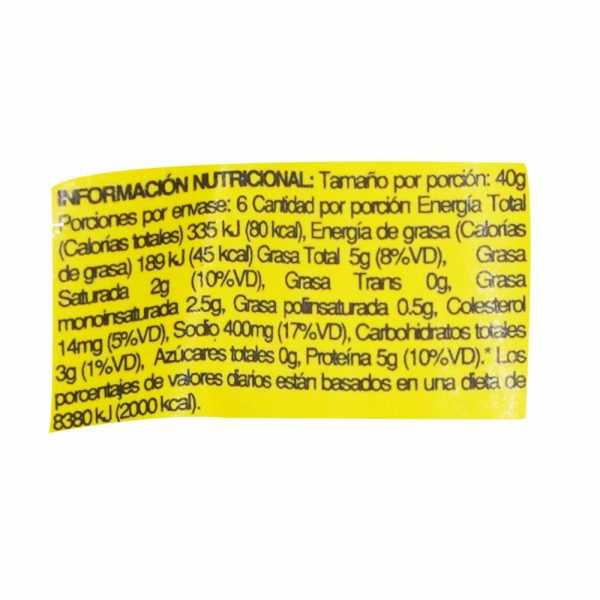 INFORMACIÓN NUTRICIONAL: Tamaño por porción: 40g
Porciones por envase: 6 Cantidad por porción Energía Total
(Calorías totales) 335 kJ (80 kcal), Energía de grasa (Calorías
de grasa) 189 kJ (45 kcal) Grasa Total 5g (8%VD), Grasa
Saturada 2g (10%VD), Grasa Trans 0g, Grasa
monoinsaturada 2.5g, Grasa polinsaturada 0.5g, Colesterol
14mg (5%VD), Sodio 400mg (17%VD), Carbohidratos totales
3g (1%VD), Azúcares totales 0g, Proteína 5g (10%VD).* Los
porcentajes de valores diarios están basados en una dieta de
8380 kJ (2000 kcal).